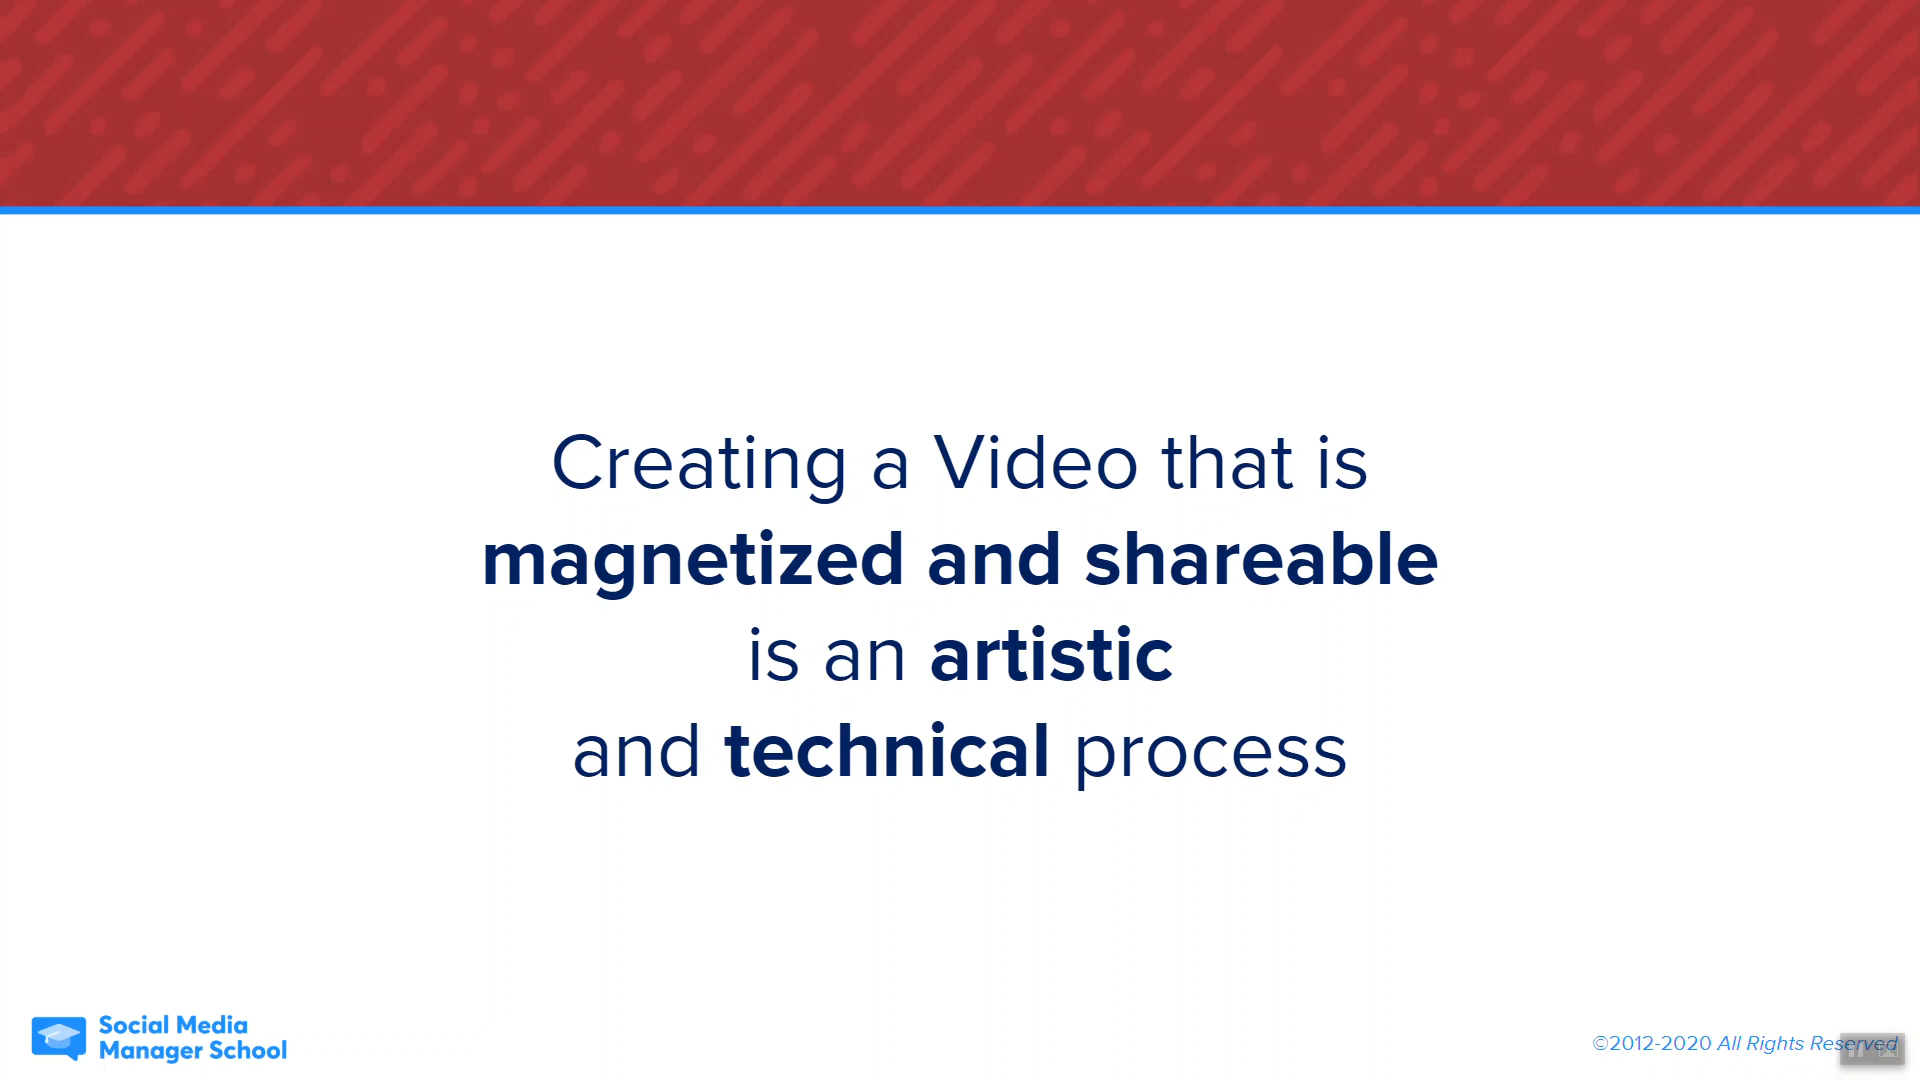 Creating a Video that is
magnetized and shareable
is an artistic
and technical process
Social Media
Manager School
©2012-2020 All Rights Reserved